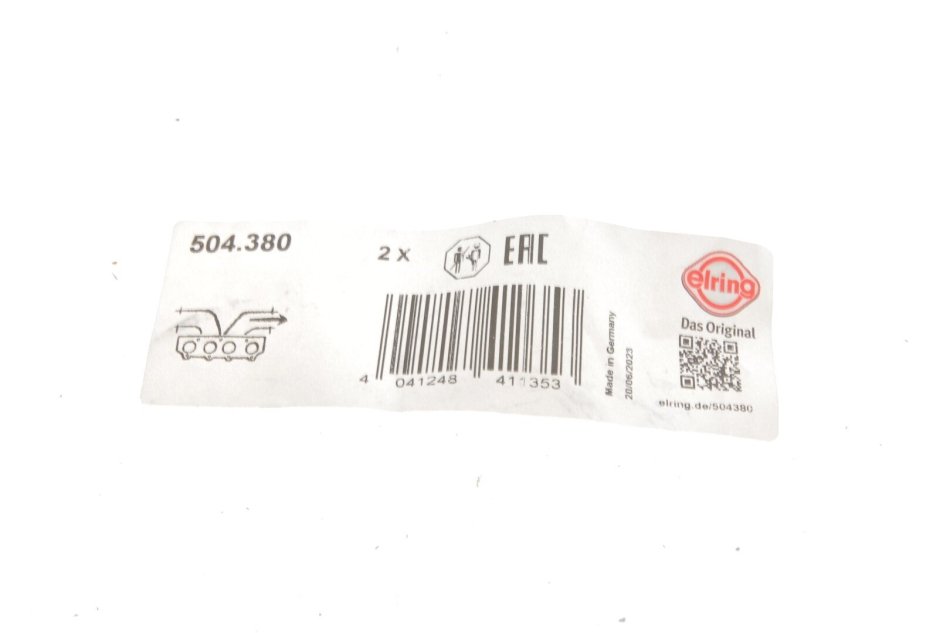 504.380
2 x
EAC
4 041248 411353
Made in Germany
20/06/2023
elring
Das Original
elring.de/504380